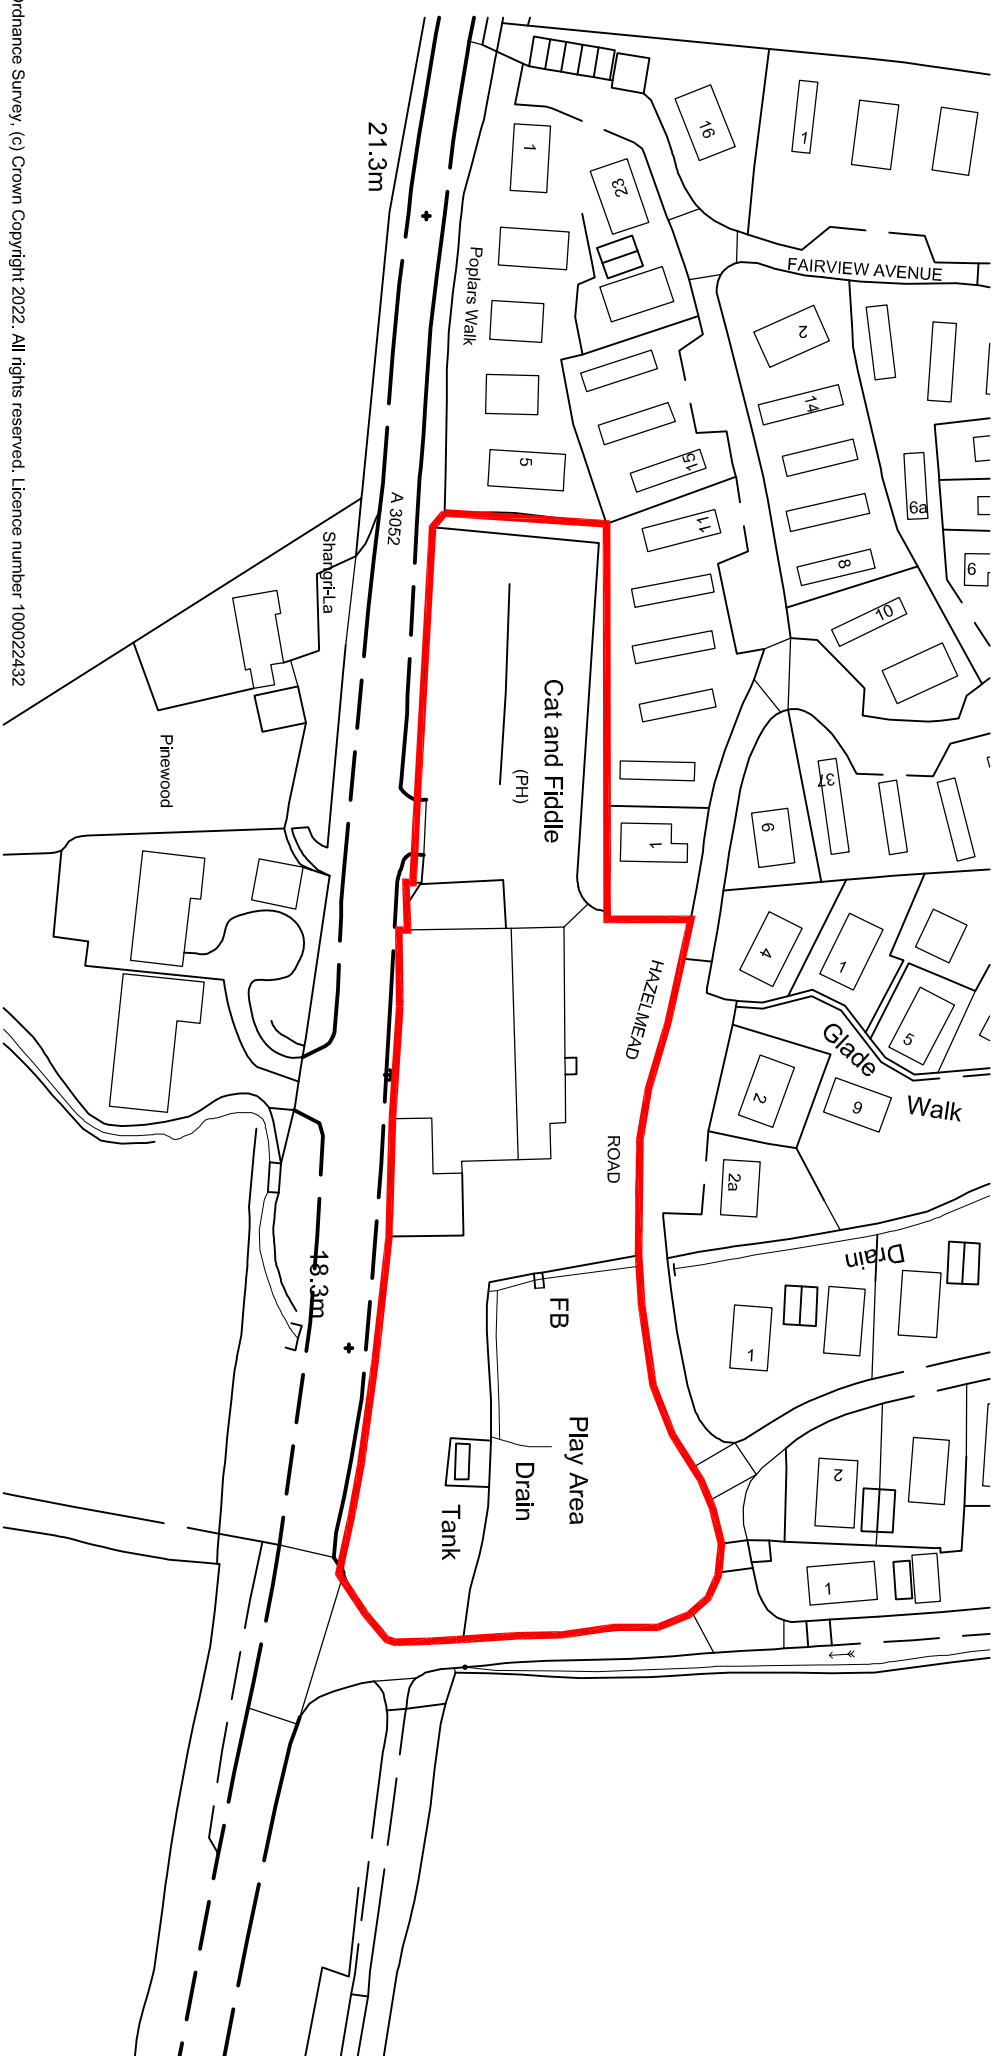 Ordnance Survey, (c) Crown Copyright 2022. All rights reserved. Licence number 100022432
21.3m
A 3052
Poplars Walk
1
5
23
16
1
FAIRVIEW AVENUE
2
14
15
11
8
10
6a
6
Shangri-La
Pinewood
Cat and Fiddle
(PH)
1
37
9
4
1
5
HAZELMEAD
ROAD
Glade
Walk
2
9
2a
Drain
18.3m
FB
Play Area
Drain
Tank
1
2
1